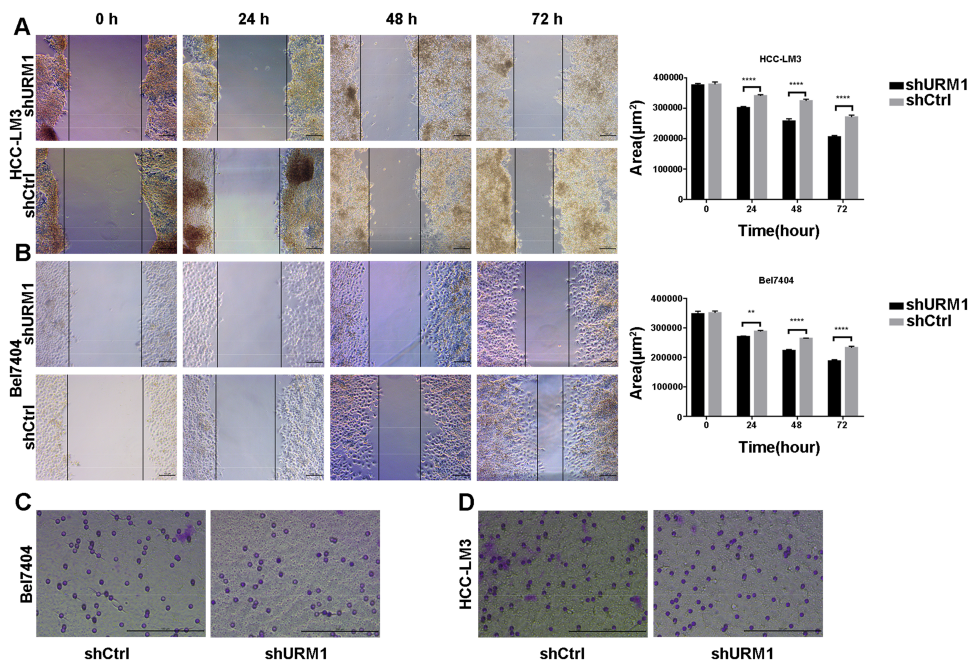 A
0 h
24 h
48 h
72 h
HCC-LM3
shURM1
shCtrl
HCC-LM3
400000
300000
200000
100000
0
Area(μm²)
****
****
****
0
24
48
72
Time(hour)
shURM1
shCtrl
B
Bel7404
shURM1
shCtrl
Bel7404
400000
300000
200000
100000
0
Area(μm²)
**
****
****
0
24
48
72
Time(hour)
shURM1
shCtrl
C
Bel7404
shCtrl
shURM1
D
HCC-LM3
shCtrl
shURM1